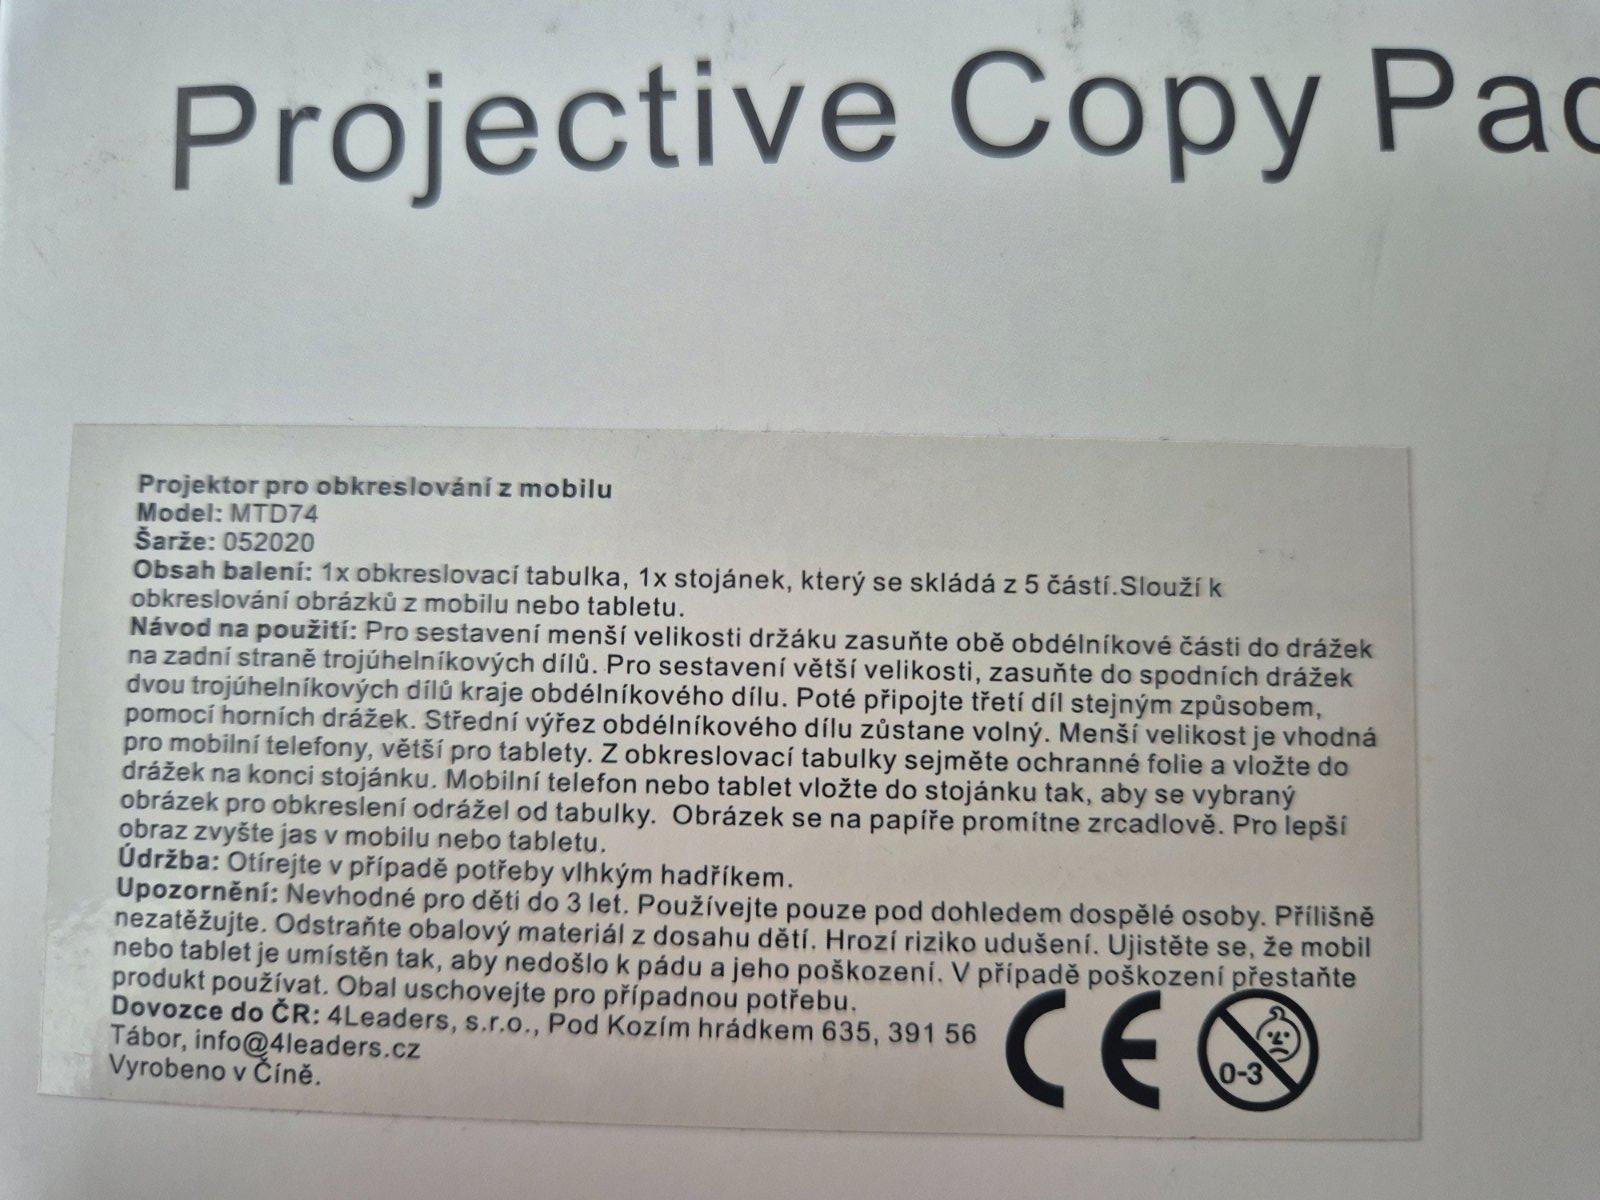 Projective Copy
Projektor pro obkreslování z mobilu
Model: MTD74
Šarže: 052020
Obsah balení: 1x obkreslovací tabulka, 1x stojánek, který se skládá z 5 částí.Slouží k
obkreslování obrázků z mobilu nebo tabletu.
Návod na použití: Pro sestavení menší velikosti držáku zasuňte obě obdélníkové části do drážek
na zadní straně trojúhelníkových dílů. Pro sestavení větší velikosti, zasuňte do spodních drážek
dvou trojúhelníkových dílů kraje obdélníkového dílu. Poté připojte třetí díl stejným způsobem,
pomocí horních drážek. Střední výřez obdélníkového dílu zůstane volný. Menší velikost je vhodná
pro mobilní telefony, větší pro tablety. Z obkreslovací tabulky sejměte ochranné folie a vložte do
drážek na konci stojánku. Mobilní telefon nebo tablet vložte do stojánku tak, aby se vybraný
obrázek pro obkreslení odrážel od tabulky. Obrázek se na papíře promítne zrcadlově. Pro lepší
obraz zvyšte jas v mobilu nebo tabletu.
Údržba: Otírejte v případě potřeby vlhkým hadříkem.
Upozornění: Nevhodné pro děti do 3 let. Používejte pouze pod dohledem dospělé osoby. Přílišně
nezatěžujte. Odstraňte obalový materiál z dosahu dětí. Hrozí riziko udušení. Ujistěte se, že mobil
nebo tablet je umístěn tak, aby nedošlo k pádu a jeho poškození. V případě poškození přestaňte
produkt používat. Obal uschovejte pro případnou potřebu.
Dovozce do ČR: 4Leaders, s.r.o., Pod Kozím hrádkem 635, 391 56
Tábor, info@4leaders.cz
Vyrobeno v Číně.
CE
0-3